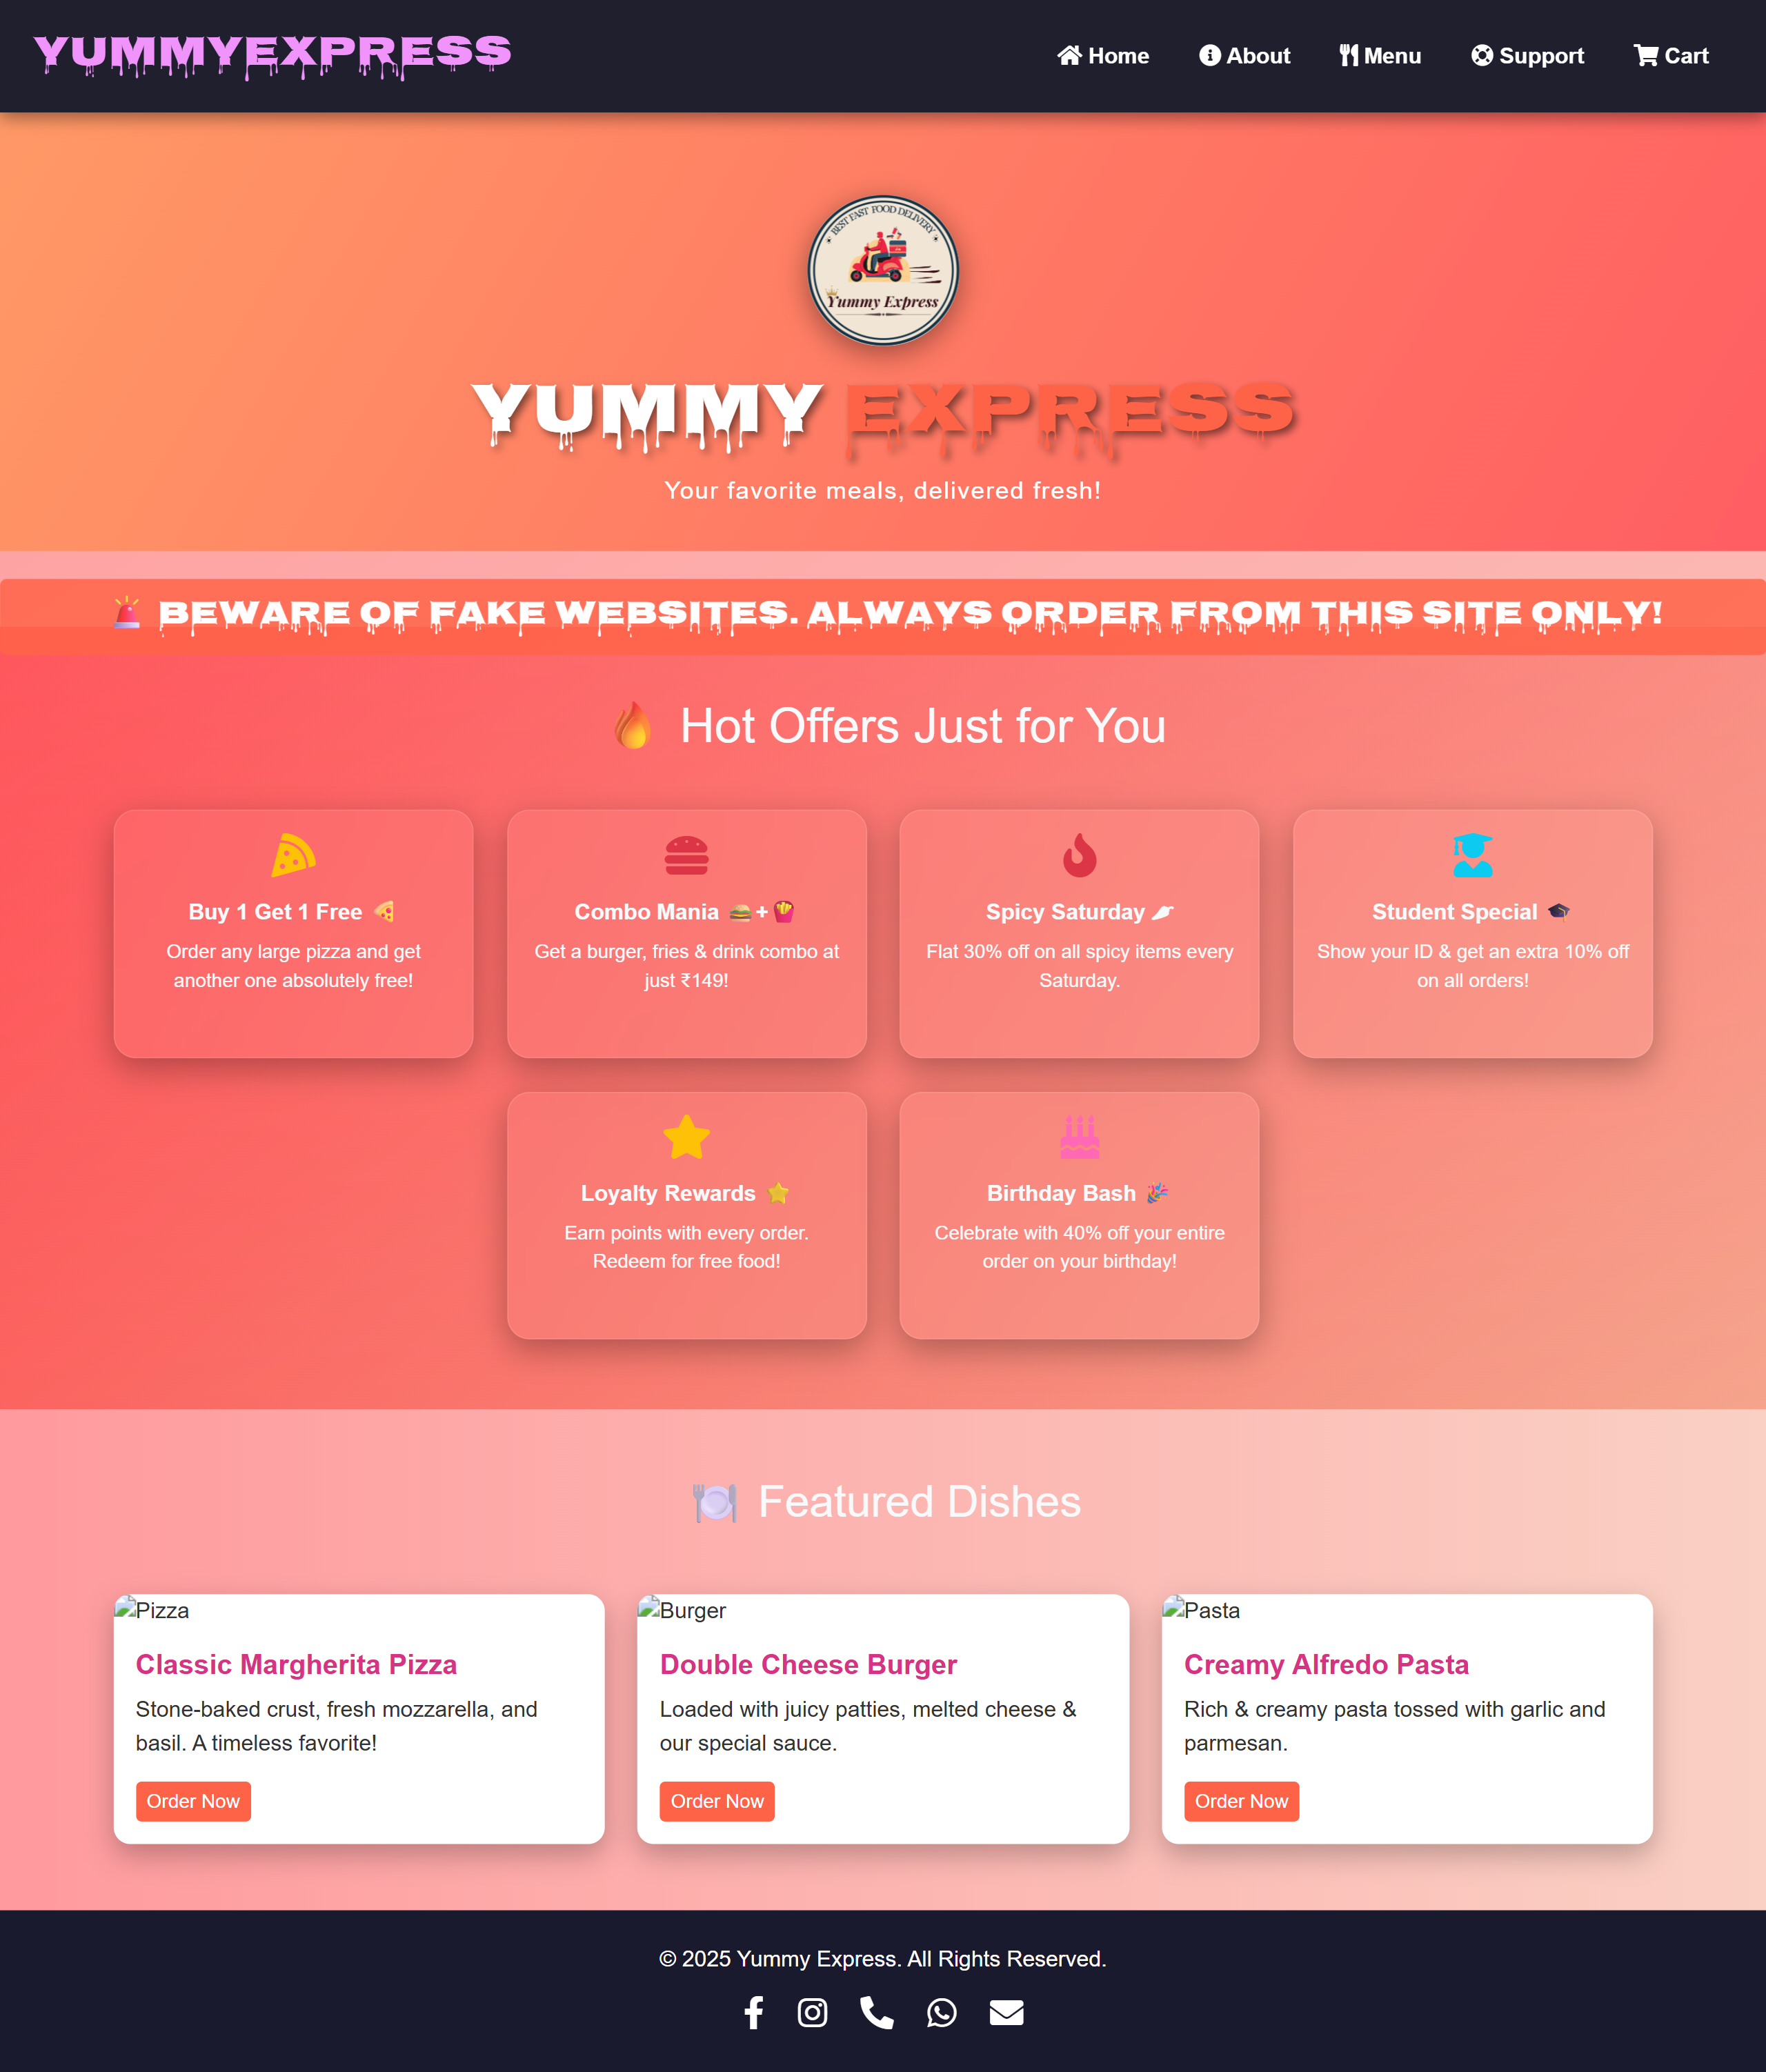 YUMMYEXPRESS
Home
About
Menu
Support
Cart
BEST FAST FOOD DELIVERY
Yummy Express
YUMMY EXPRESS
Your favorite meals, delivered fresh!
🚨 BEWARE OF FAKE WEBSITES. ALWAYS ORDER FROM THIS SITE ONLY!
🔥 Hot Offers Just for You
Buy 1 Get 1 Free 🍕
Order any large pizza and get
another one absolutely free!
Combo Mania 🍔+🍟
Get a burger, fries & drink combo at
just ₹149!
Spicy Saturday 🌶
Flat 30% off on all spicy items every
Saturday.
Student Special 🎓
Show your ID & get an extra 10% off
on all orders!
Loyalty Rewards ⭐
Earn points with every order.
Redeem for free food!
Birthday Bash 🎉
Celebrate with 40% off your entire
order on your birthday!
🍽️ Featured Dishes
Pizza
Classic Margherita Pizza
Stone-baked crust, fresh mozzarella, and
basil. A timeless favorite!
Order Now
Burger
Double Cheese Burger
Loaded with juicy patties, melted cheese &
our special sauce.
Order Now
Pasta
Creamy Alfredo Pasta
Rich & creamy pasta tossed with garlic and
parmesan.
Order Now
© 2025 Yummy Express. All Rights Reserved.